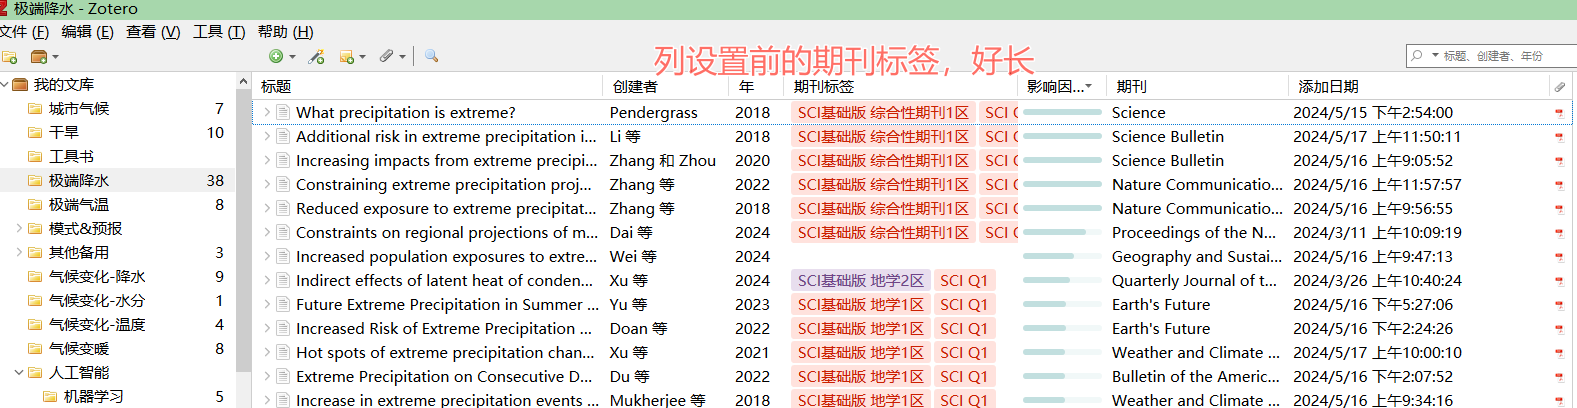 极端降水 - Zotero
文件 (F) 编辑 (E) 查看 (V) 工具 (T) 帮助 (H)
列设置前的期刊标签，好长
标题、创建者、年份
我的文库
城市气候 7
干旱 10
工具书
极端降水 38
极端气温 8
模式&预报
其他备用 3
气候变化-降水 9
气候变化-水分 1
气候变化-温度 4
气候变暖 8
人工智能
机器学习 5
标题 创建者 年 期刊标签 影响因... 期刊 添加日期
What precipitation is extreme? Pendergrass 2018 SCI基础版 综合性期刊1区 SCI Science 2024/5/15 下午2:54:00
Additional risk in extreme precipitation i... Li 等 2018 SCI基础版 综合性期刊1区 SCI Science Bulletin 2024/5/17 上午11:50:11
Increasing impacts from extreme precipi... Zhang 和 Zhou 2020 SCI基础版 综合性期刊1区 SCI Science Bulletin 2024/5/16 上午9:05:52
Constraining extreme precipitation proj... Zhang 等 2022 SCI基础版 综合性期刊1区 SCI Nature Communicatio... 2024/5/16 上午11:57:57
Reduced exposure to extreme precipitat... Zhang 等 2018 SCI基础版 综合性期刊1区 SCI Nature Communicatio... 2024/5/16 上午9:56:55
Constraints on regional projections of m... Dai 等 2024 SCI基础版 综合性期刊1区 SCI Proceedings of the N... 2024/3/11 上午10:09:19
Increased population exposures to extre... Wei 等 2024 Geography and Sustai... 2024/5/16 上午9:47:13
Indirect effects of latent heat of conden... Xu 等 2024 SCI基础版 地学2区 SCI Q1 Quarterly Journal of t... 2024/3/26 上午10:40:24
Future Extreme Precipitation in Summer ... Yu 等 2023 SCI基础版 地学1区 SCI Q1 Earth's Future 2024/5/16 下午5:27:06
Increased Risk of Extreme Precipitation ... Doan 等 2022 SCI基础版 地学1区 SCI Q1 Earth's Future 2024/5/16 下午2:24:26
Hot spots of extreme precipitation chan... Xu 等 2021 SCI基础版 地学1区 SCI Q1 Weather and Climate ... 2024/5/17 上午10:00:10
Extreme Precipitation on Consecutive D... Du 等 2022 SCI基础版 地学1区 SCI Q1 Bulletin of the Americ... 2024/5/16 下午2:07:52
Increase in extreme precipitation events ... Mukherjee 等 2018 SCI基础版 地学1区 SCI Q1 Weather and Climate ... 2024/5/16 上午9:34:16